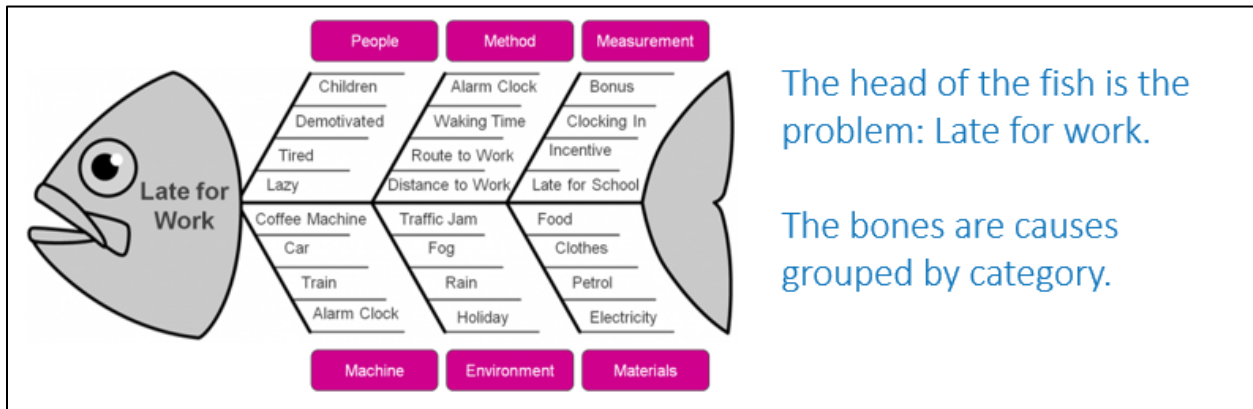 People
Method
Measurement
Children
Demotivated
Tired
Lazy
Alarm Clock
Waking Time
Route to Work
Distance to Work
Bonus
Clocking In
Incentive
Late for School
Late for
Work
Coffee Machine
Car
Train
Alarm Clock
Traffic Jam
Fog
Rain
Holiday
Food
Clothes
Petrol
Electricity
Machine
Environment
Materials
The head of the fish is the
problem: Late for work.
The bones are causes
grouped by category.